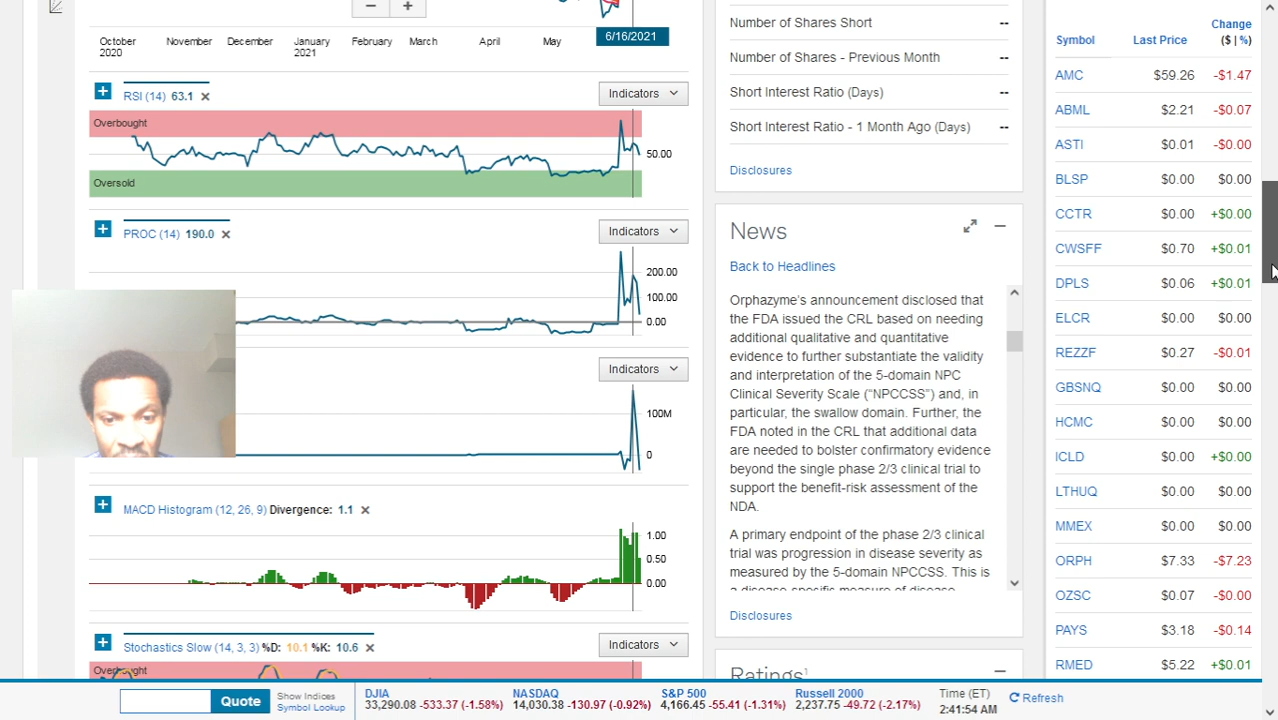 October 2020
November
December
January 2021
February
March
April
May
6/16/2021
RSI (14) 63.1
Indicators
Overbought
50.00
Oversold
PROC (14) 190.0
Indicators
200.00
100.00
0.00
Indicators
100M
0
MACD Histogram (12, 26, 9) Divergence: 1.1
1.00
0.50
0.00
Stochastics Slow (14, 3, 3) %D: 10.1 %K: 10.6
Indicators
Overbought
Number of Shares Short --
Number of Shares - Previous Month --
Short Interest Ratio (Days) --
Short Interest Ratio - 1 Month Ago (Days) --
Disclosures
News
Back to Headlines
Orphazyme's announcement disclosed that
the FDA issued the CRL based on needing
additional qualitative and quantitative
evidence to further substantiate the validity
and interpretation of the 5-domain NPC
Clinical Severity Scale ("NPCCSS") and, in
particular, the swallow domain. Further, the
FDA noted in the CRL that additional data
are needed to bolster confirmatory evidence
beyond the single phase 2/3 clinical trial to
support the benefit-risk assessment of the
NDA.
A primary endpoint of the phase 2/3 clinical
trial was progression in disease severity as
measured by the 5-domain NPCCSS. This is
a disease-specific measure of disease
Disclosures
Ratings¹
Change
Symbol Last Price ($ | %)
AMC $59.26 -$1.47
ABML $2.21 -$0.07
ASTI $0.01 -$0.00
BLSP $0.00 $0.00
CCTR $0.00 +$0.00
CWSFF $0.70 +$0.01
DPLS $0.06 +$0.01
ELCR $0.00 $0.00
REZZF $0.27 -$0.01
GBSNQ $0.00 $0.00
HCMC $0.00 $0.00
ICLD $0.00 +$0.00
LTHUQ $0.00 $0.00
MMEX $0.00 $0.00
ORPH $7.33 -$7.23
OZSC $0.07 -$0.00
PAYS $3.18 -$0.14
RMED $5.22 +$0.01
Quote
Show Indices
Symbol Lookup
DJIA
33,290.08 -533.37 (-1.58%)
NASDAQ
14,030.38 -130.97 (-0.92%)
S&P 500
4,166.45 -55.41 (-1.31%)
Russell 2000
2,237.75 -49.72 (-2.17%)
Time (ET)
2:41:54 AM
Refresh